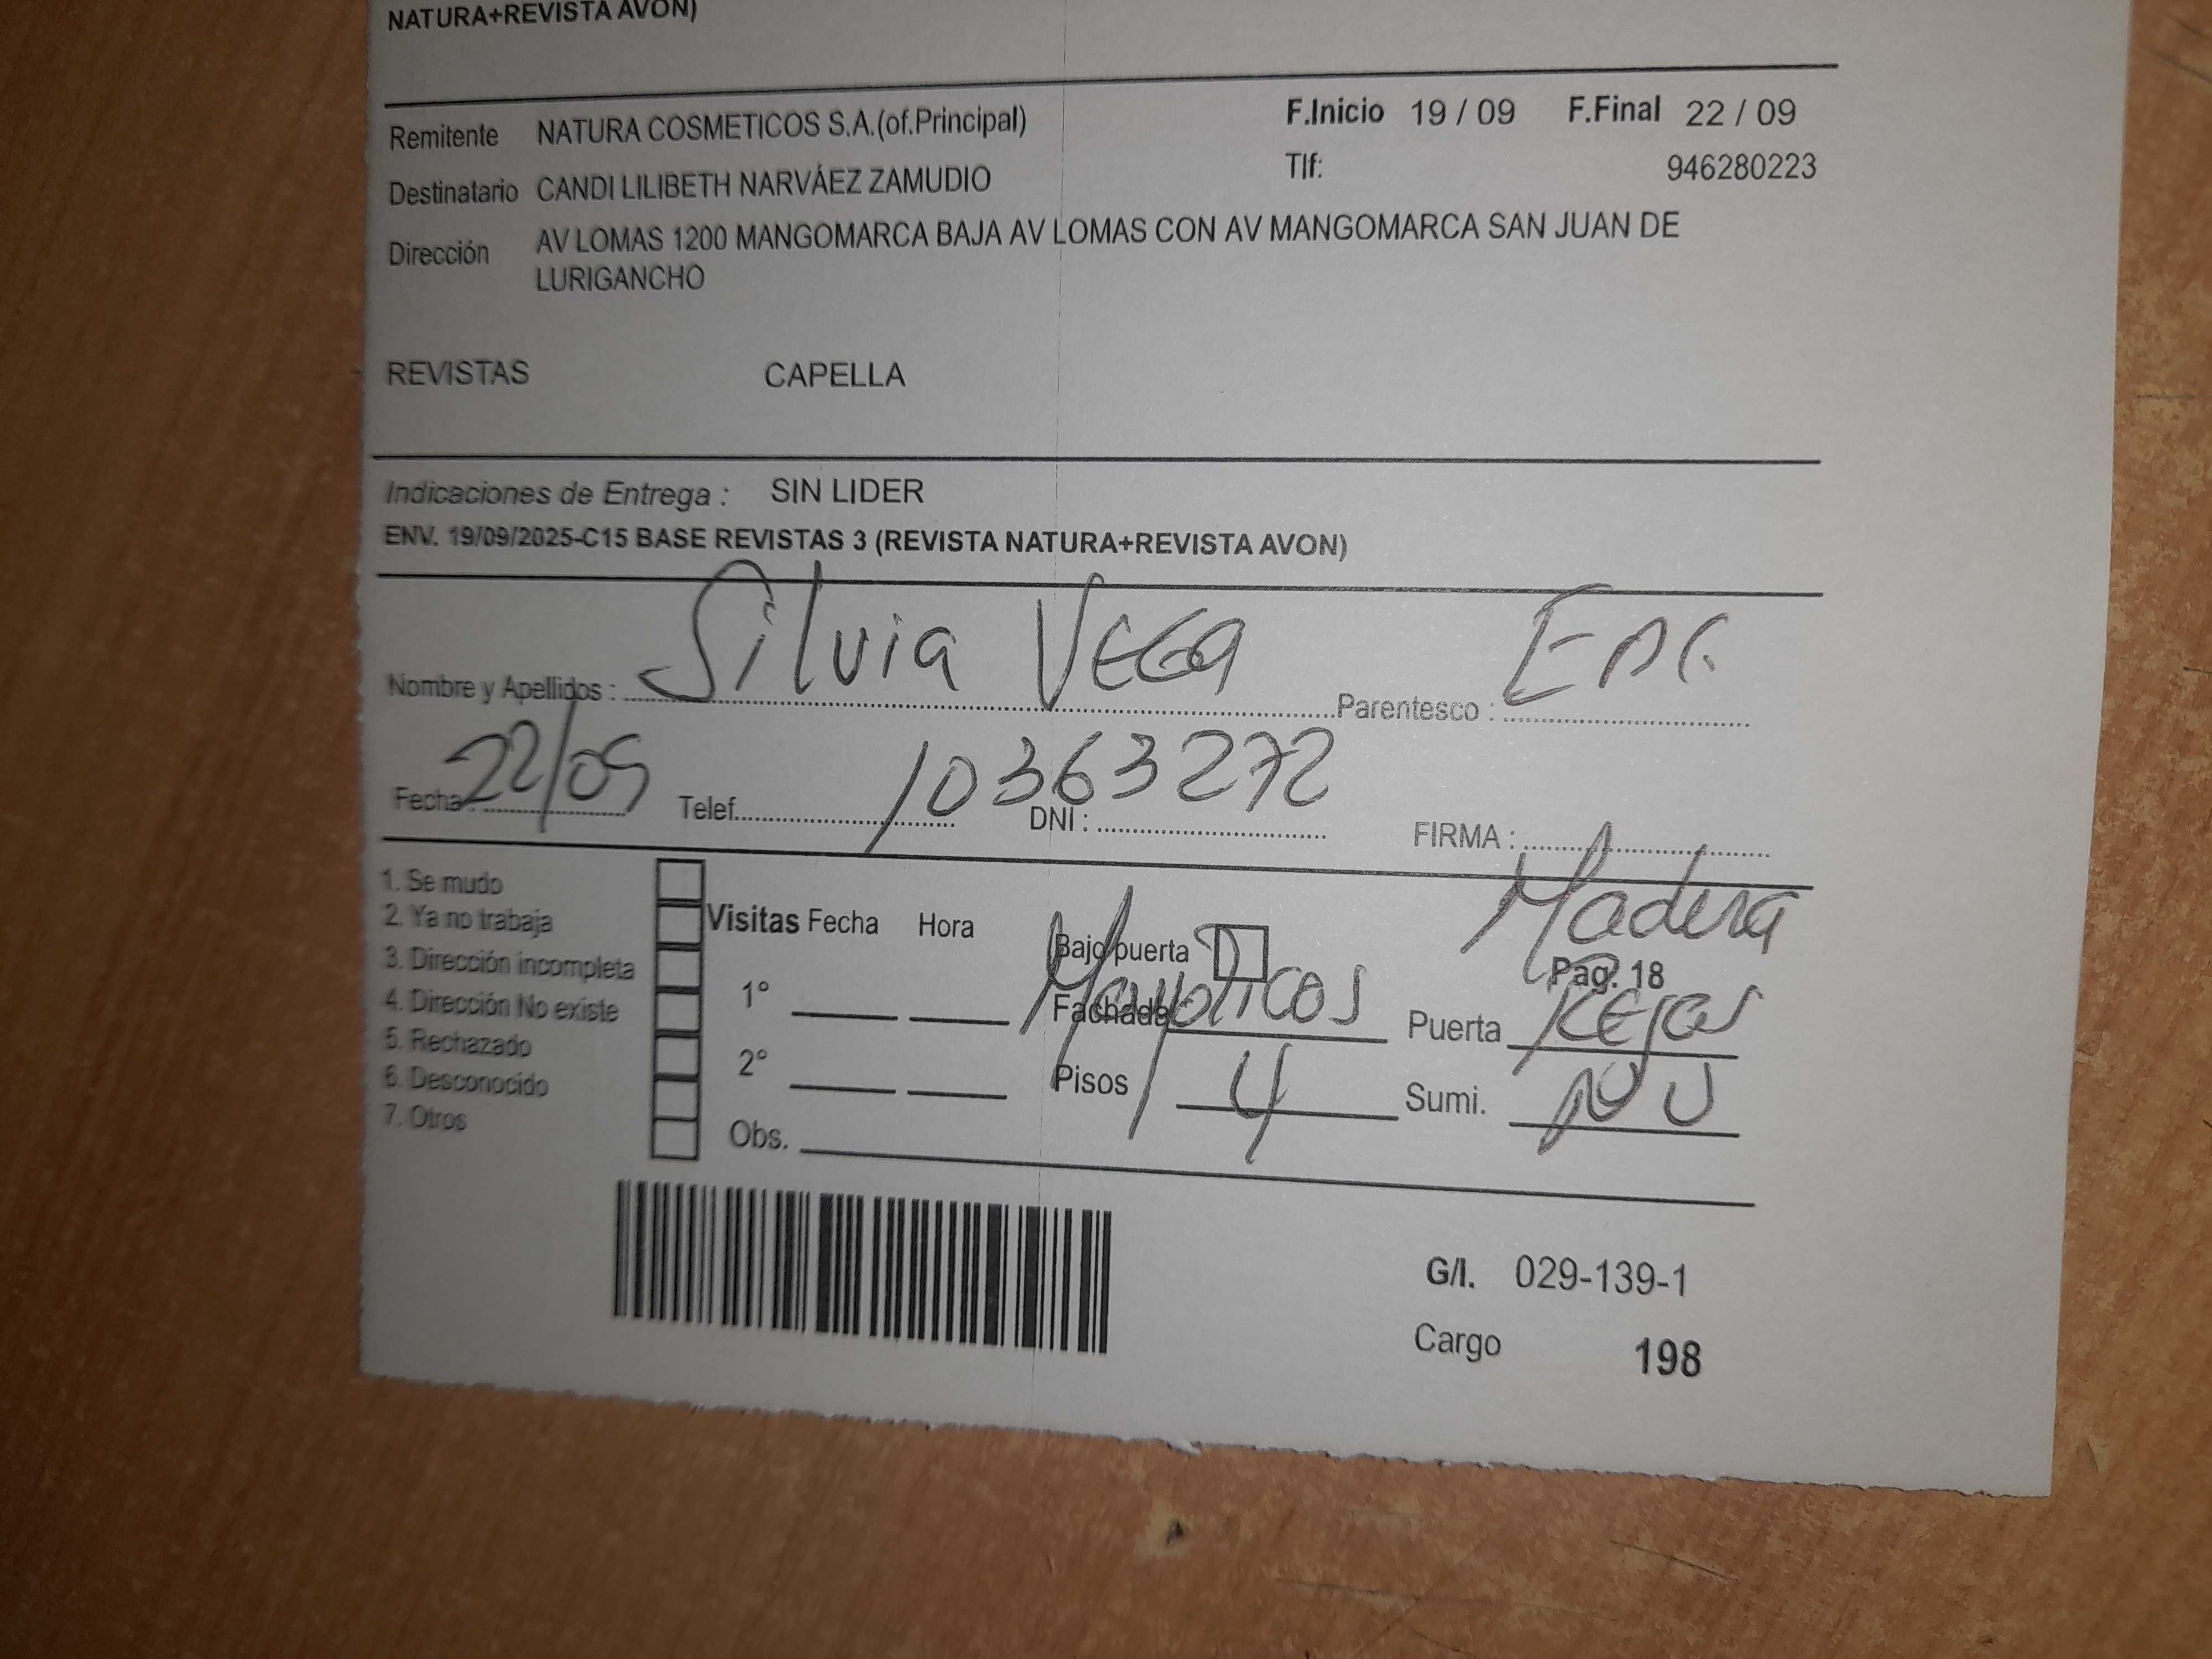 NATURA+REVISTA AVON)
Remitente NATURA COSMETICOS S.A.(of.Principal) F.Inicio 19 / 09 F.Final 22 / 09
Destinatario CANDI LILIBETH NARVÁEZ ZAMUDIO Tlf: 946280223
Dirección AV LOMAS 1200 MANGOMARCA BAJA AV LOMAS CON AV MANGOMARCA SAN JUAN DE
LURIGANCHO
REVISTAS CAPELLA
Indicaciones de Entrega : SIN LIDER
ENV. 19/09/2025-C15 BASE REVISTAS 3 (REVISTA NATURA+REVISTA AVON)
Nombre y Apellidos : Silvia VEGa Parentesco :
Fecha : 22/09 Telef. DNI : 10363272 FIRMA :
1. Se mudo
2. Ya no trabaja Visitas Fecha Hora Madera
3. Dirección incompleta Bajo puerta Pag. 18
4. Dirección No existe 1° Fachada Mayolicas Puerta REJAS
5. Rechazado
6. Desconocido 2° Pisos 4 Sumi.
7. Otros Obs.
G/I. 029-139-1
Cargo 198